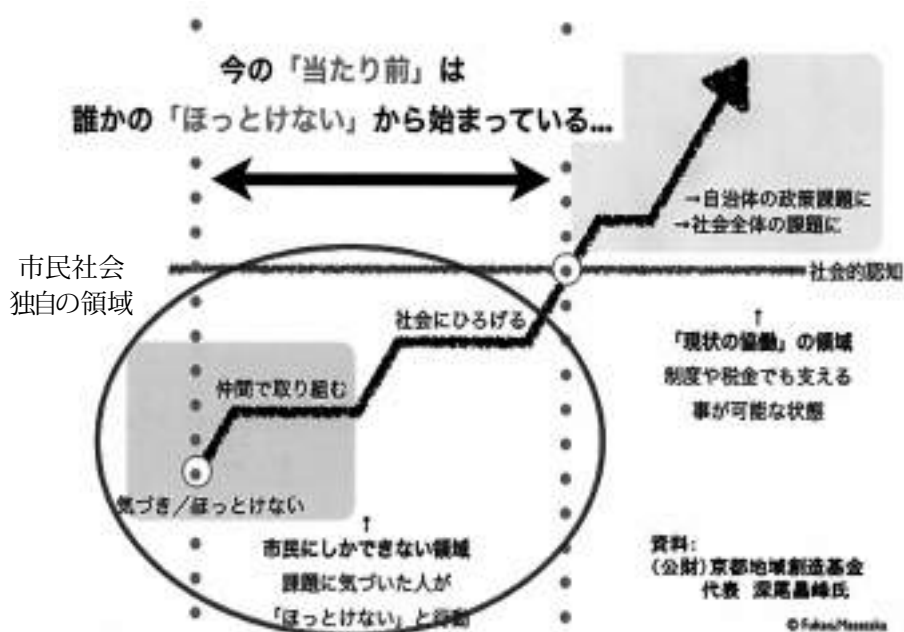 今の「当たり前」は
誰かの「ほっとけない」から始まっている...
→自治体の政策課題に
→社会全体の課題に
市民社会
独自の領域
社会的認知
社会にひろげる
↑
「現状の協働」の領域
制度や税金でも支える
事が可能な状態
仲間で取り組む
気づき／ほっとけない
↑
市民にしかできない領域
課題に気づいた人が
「ほっとけない」と行動
資料:
(公財)京都地域創造基金
代表 深尾昌峰氏